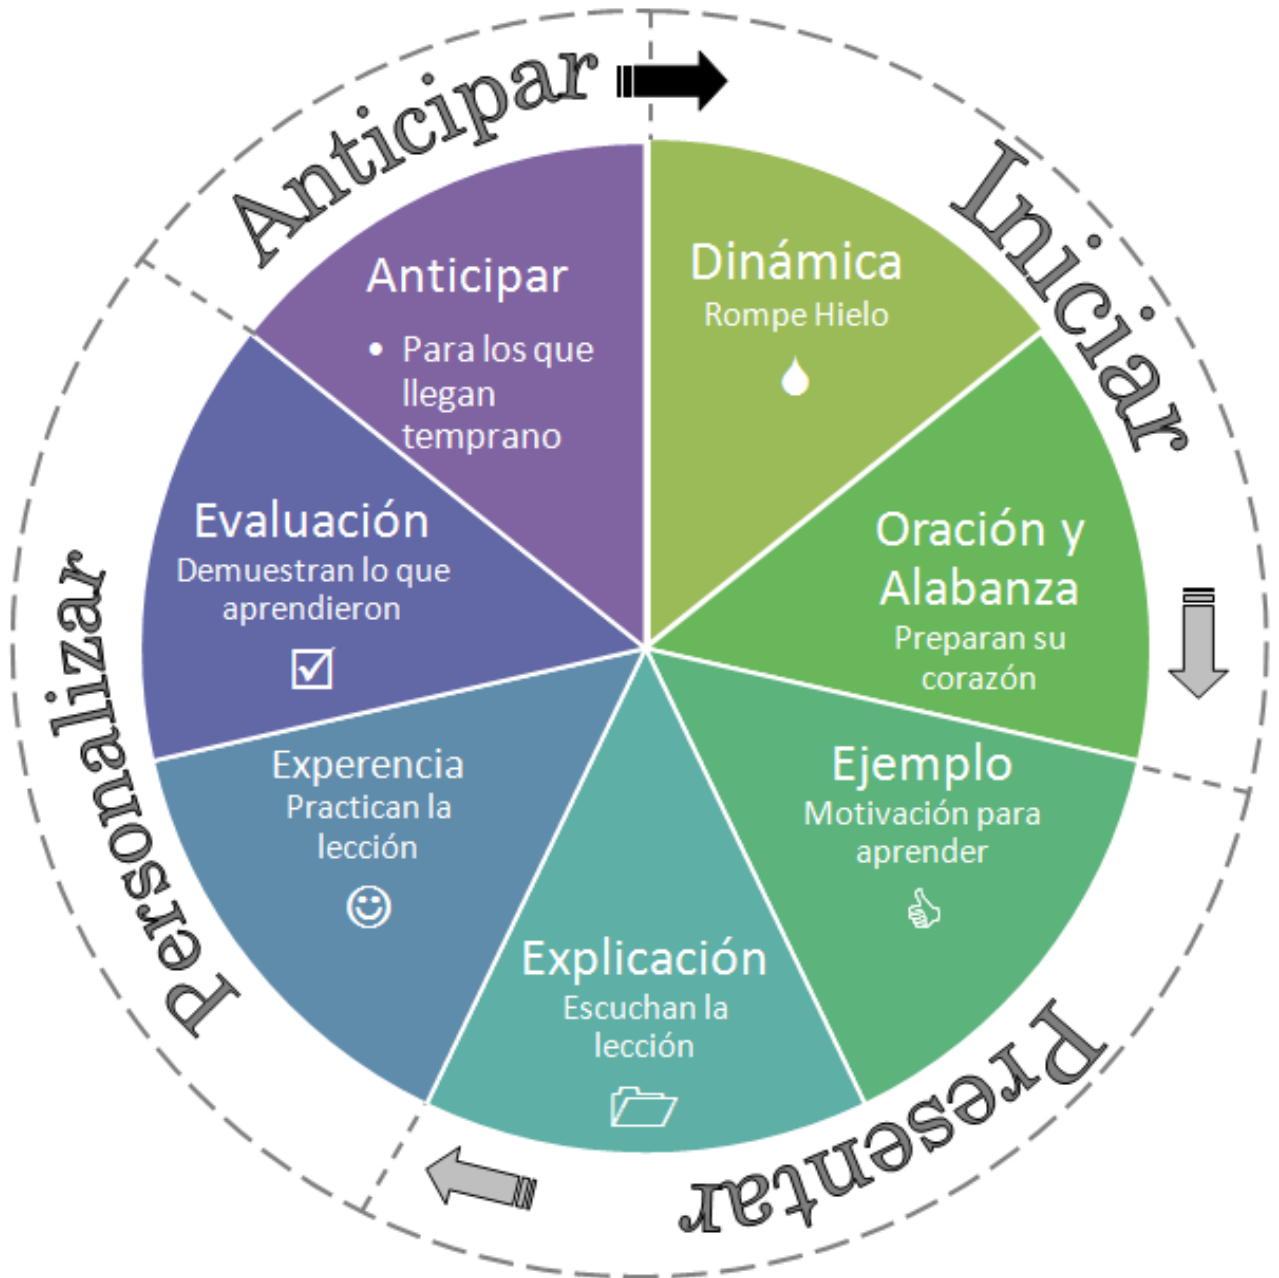 Anticipar
Iniciar
Presentar
Personalizar
Anticipar
• Para los que
llegan
temprano
Dinámica
Rompe Hielo
Oración y
Alabanza
Preparan su
corazón
Ejemplo
Motivación para
aprender
Explicación
Escuchan la
lección
Experencia
Practican la
lección
Evaluación
Demuestran lo que
aprendieron